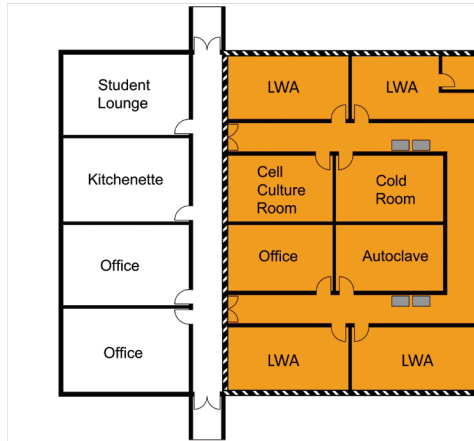 Student
Lounge
LWA
LWA
Kitchenette
Cell
Culture
Room
Cold
Room
Office
Office
Autoclave
Office
LWA
LWA